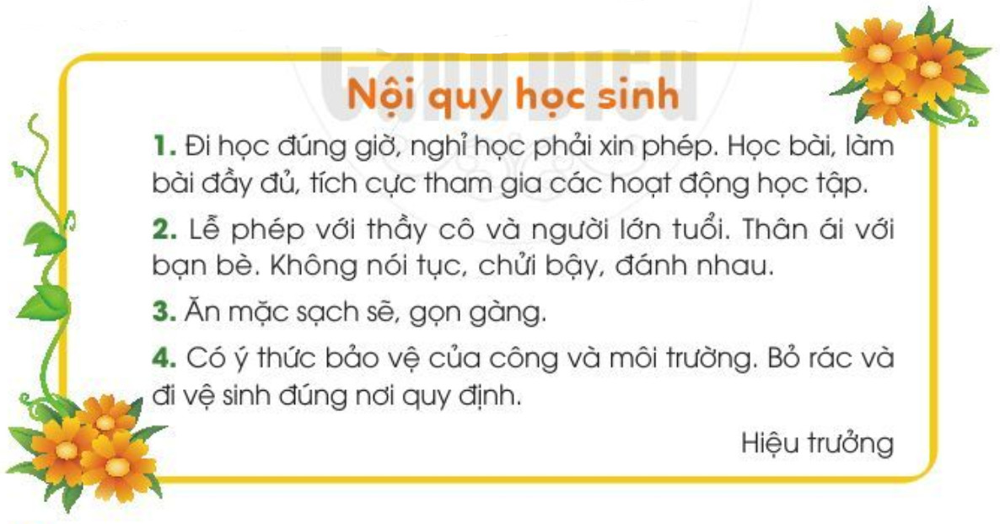 Nội quy học sinh
1. Đi học đúng giờ, nghỉ học phải xin phép. Học bài, làm
bài đầy đủ, tích cực tham gia các hoạt động học tập.
2. Lễ phép với thầy cô và người lớn tuổi. Thân ái với
bạn bè. Không nói tục, chửi bậy, đánh nhau.
3. Ăn mặc sạch sẽ, gọn gàng.
4. Có ý thức bảo vệ của công và môi trường. Bỏ rác và
đi vệ sinh đúng nơi quy định.
Hiệu trưởng